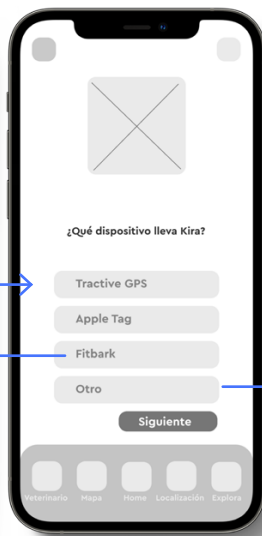 ¿Qué dispositivo lleva Kira?
Tractive GPS
Apple Tag
Fitbark
Otro
Siguiente
Veterinario Mapa Home Localización Explora